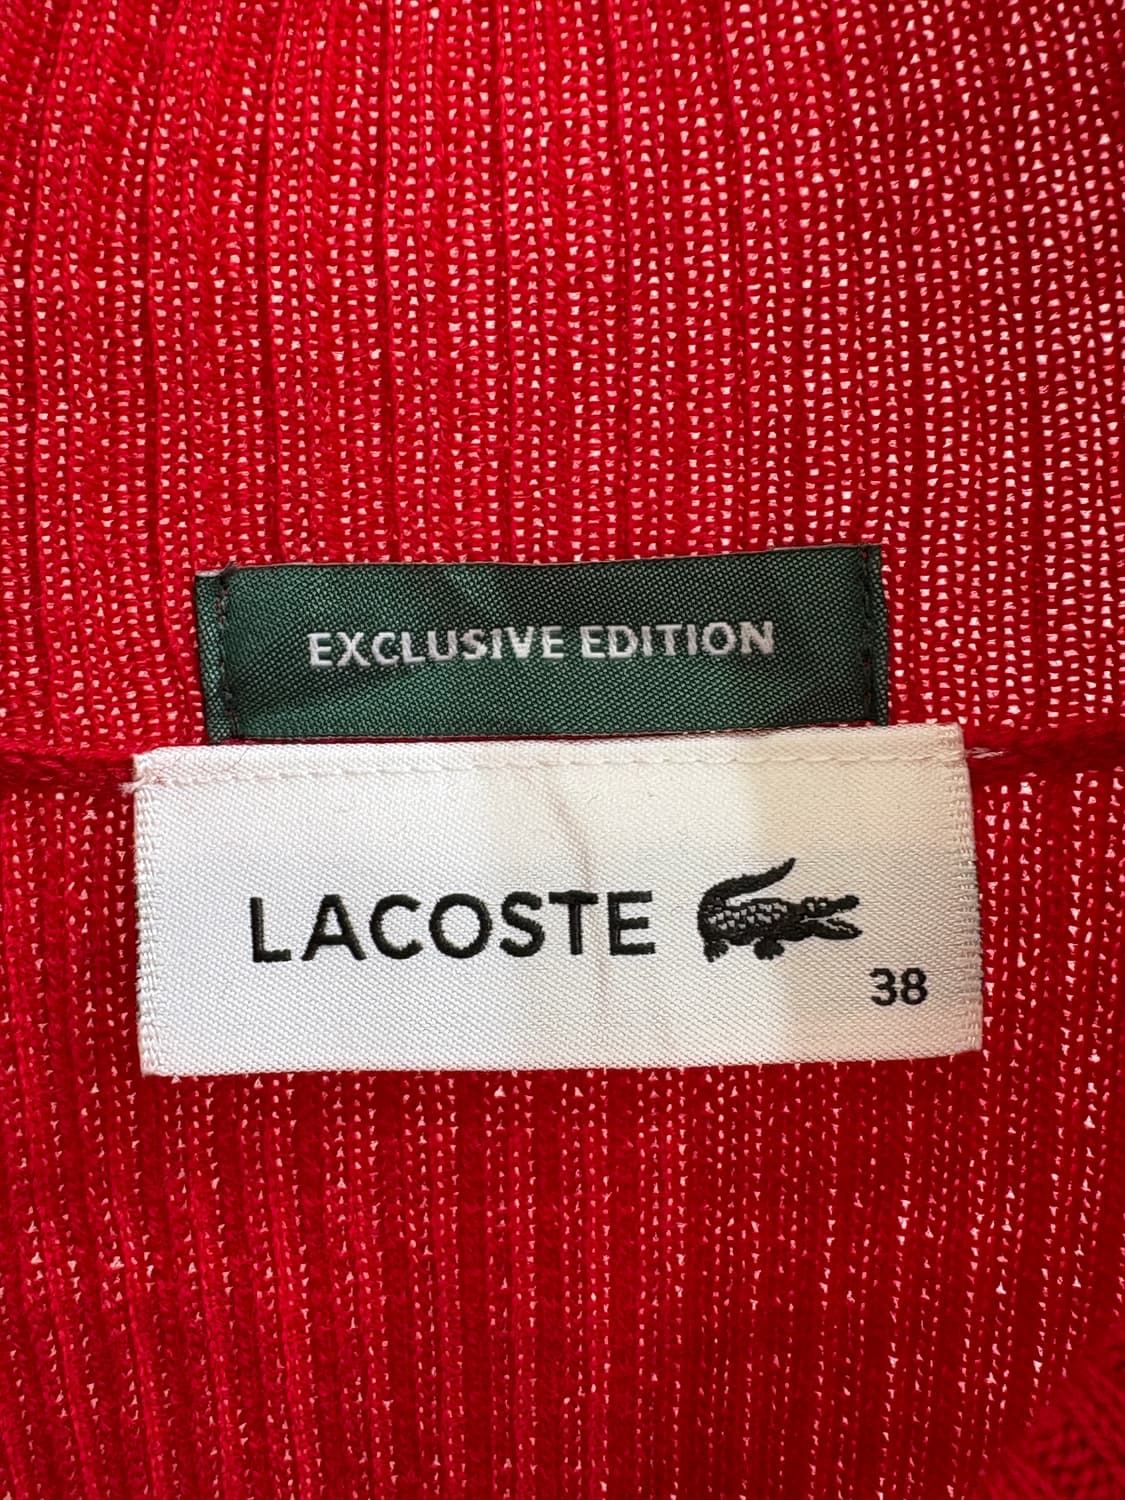 EXCLUSIVE EDITION
LACOSTE
38